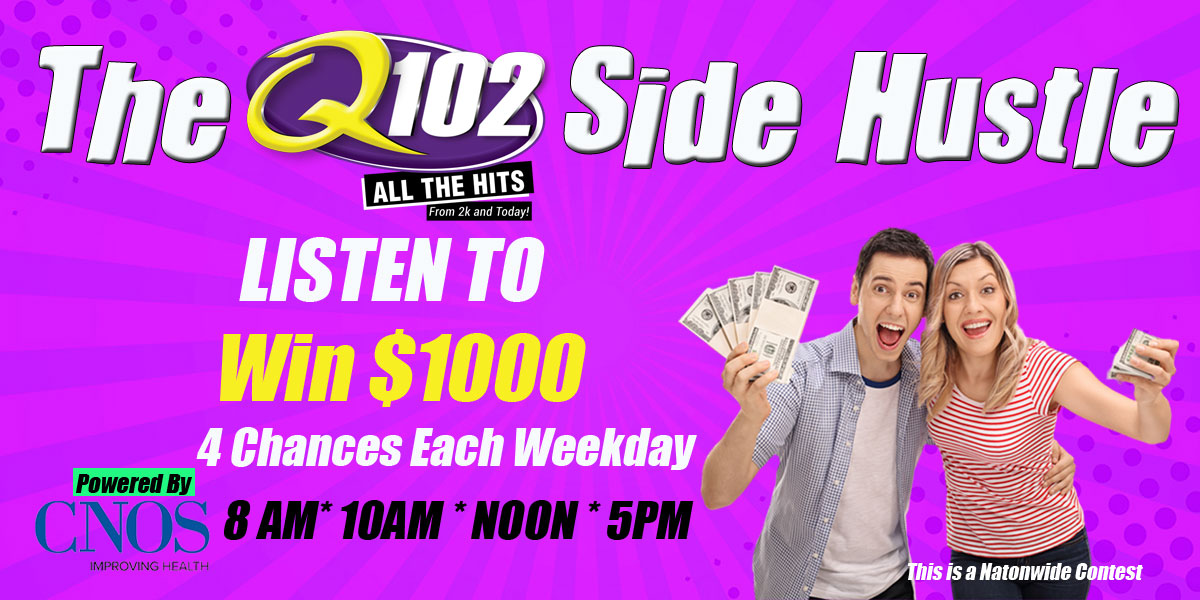 The Q102 Side Hustle
ALL THE HITS
From 2k and Today!
LISTEN TO
Win $1000
4 Chances Each Weekday
Powered By
CNOS
IMPROVING HEALTH
8 AM* 10AM * NOON * 5PM
This is a Natonwide Contest